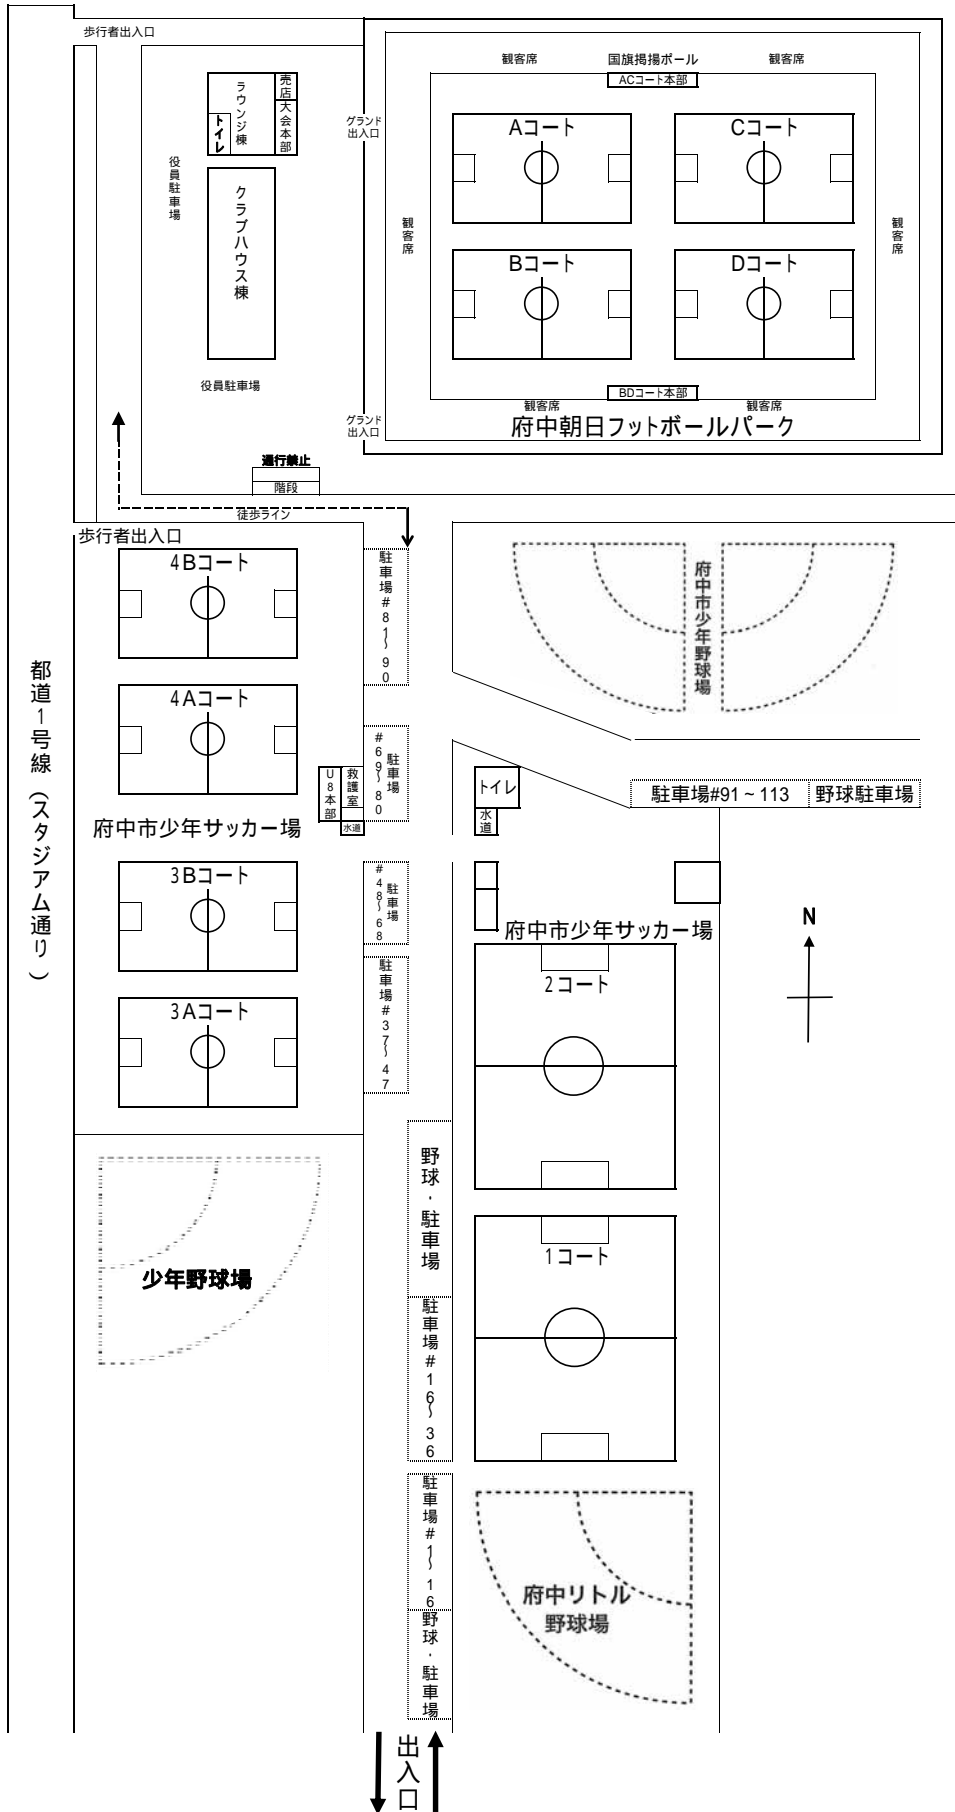 歩行者出入口
観客席
国旗掲揚ポール
観客席
ACコート本部
売店
大会本部
ラウンジ棟
トイレ
グランド
出入口
Aコート
Cコート
役員駐車場
クラブハウス棟
観客席
観客席
Bコート
Dコート
役員駐車場
BDコート本部
観客席
観客席
グランド
出入口
府中朝日フットボールパーク
通行禁止
階段
徒歩ライン
歩行者出入口
4Bコート
駐車場#81～90
府中市少年野球場
都道1号線(スタジアム通り)
4Aコート
駐車場
#69～80
U8本部
救護室
水道
トイレ
水道
駐車場#91～113
野球駐車場
府中市少年サッカー場
3Bコート
駐車場
#48～68
N
府中市少年サッカー場
駐車場#37～47
2コート
3Aコート
野球・駐車場
1コート
少年野球場
駐車場#16～36
駐車場#1～16
府中リトル
野球場
野球・駐車場
出入口